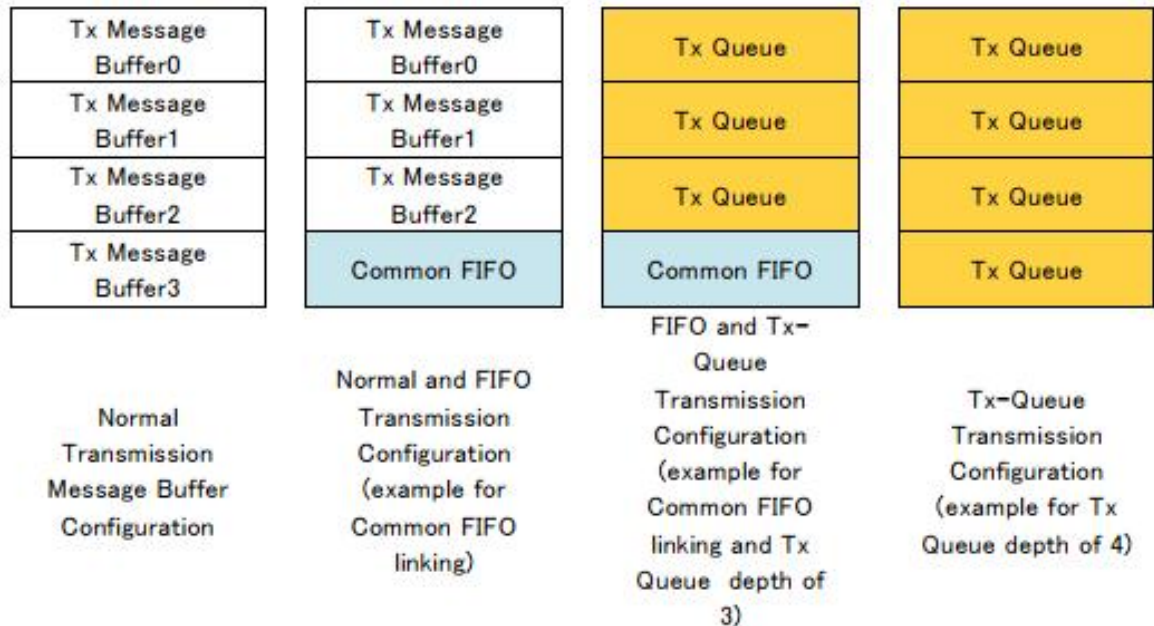 Tx Message
Buffer0
Tx Message
Buffer1
Tx Message
Buffer2
Tx Message
Buffer3
Tx Message
Buffer0
Tx Message
Buffer1
Tx Message
Buffer2
Common FIFO
Tx Queue
Tx Queue
Tx Queue
Common FIFO
Tx Queue
Tx Queue
Tx Queue
Tx Queue
Normal
Transmission
Message Buffer
Configuration
Normal and FIFO
Transmission
Configuration
(example for
Common FIFO
linking)
FIFO and Tx-
Queue
Transmission
Configuration
(example for
Common FIFO
linking and Tx
Queue depth of
3)
Tx-Queue
Transmission
Configuration
(example for Tx
Queue depth of 4)